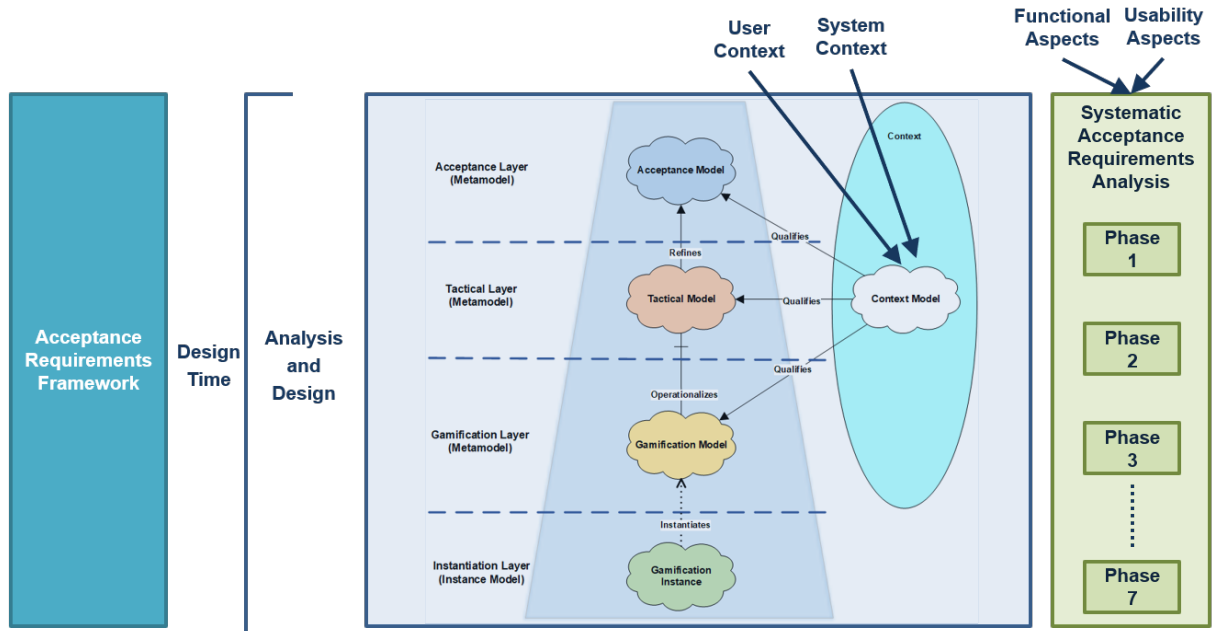 User
Context
System
Context
Functional
Aspects
Usability
Aspects
Acceptance
Requirements
Framework
Design
Time
Analysis
and
Design
Acceptance Layer
(Metamodel)
Acceptance Model
Context
Qualifies
Refines
Tactical Layer
(Metamodel)
Tactical Model
Qualifies
Context Model
Qualifies
Operationalizes
Gamification Layer
(Metamodel)
Gamification Model
Instantiates
Instantiation Layer
(Instance Model)
Gamification
Instance
Systematic
Acceptance
Requirements
Analysis
Phase
1
Phase
2
Phase
3
Phase
7